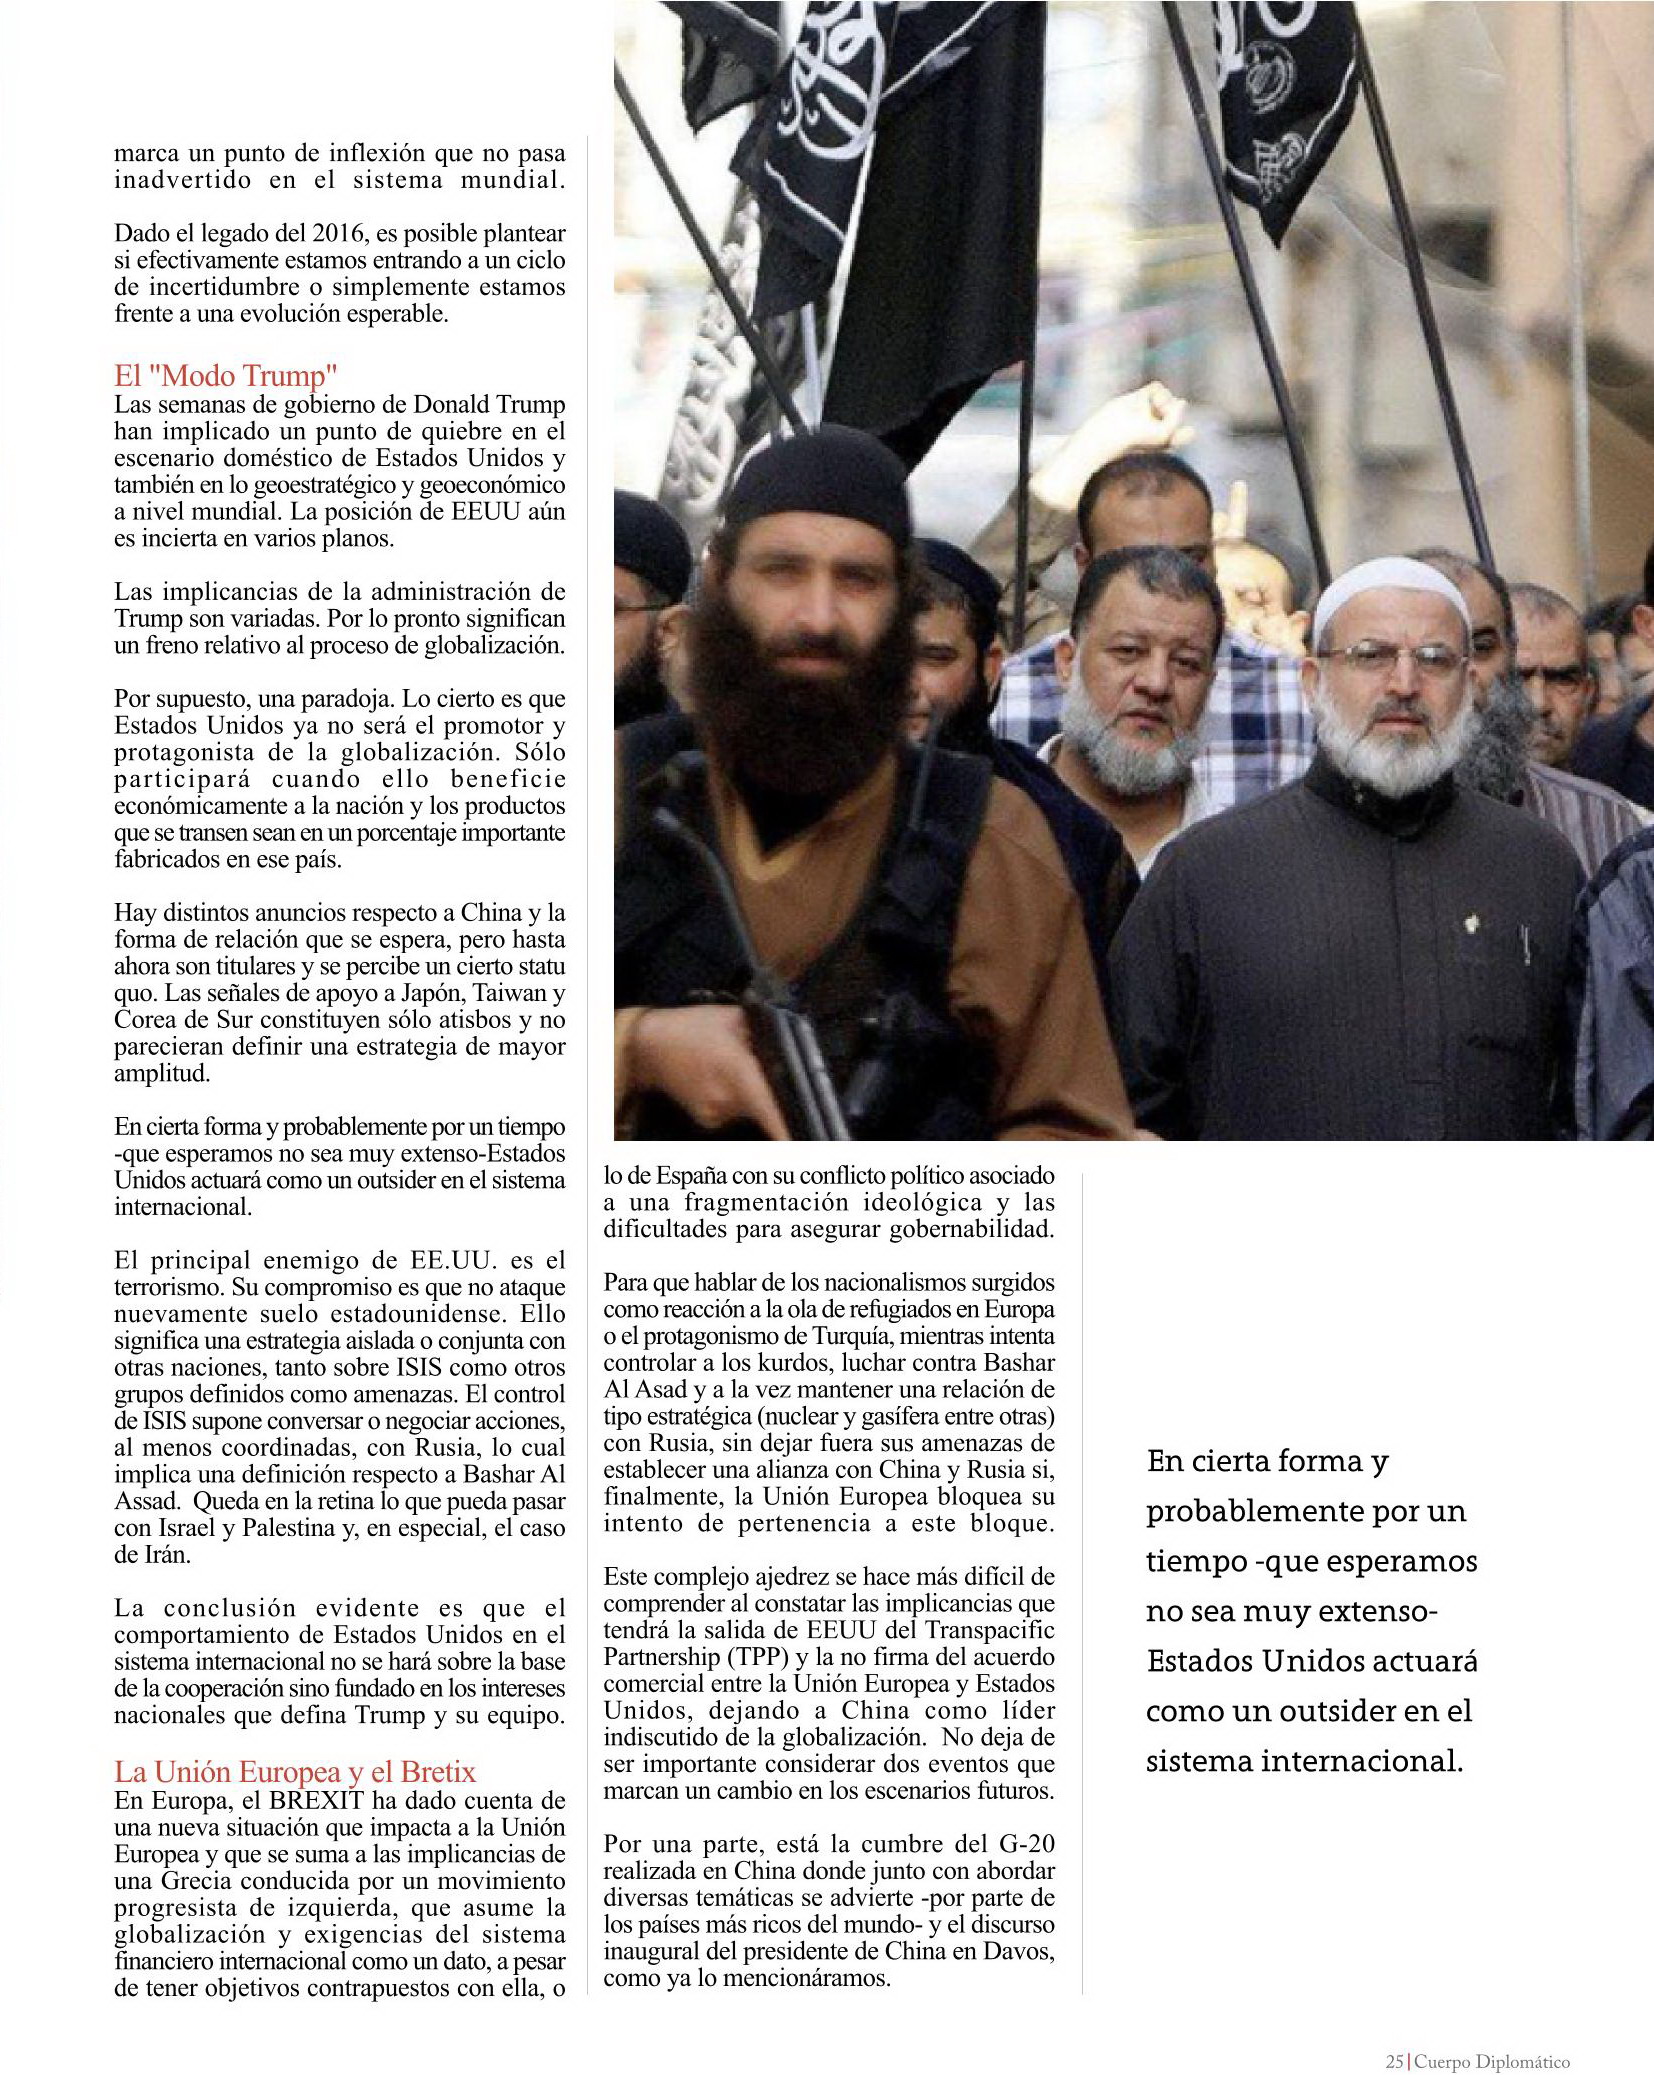 marca un punto de inflexión que no pasa
inadvertido en el sistema mundial.
Dado el legado del 2016, es posible plantear
si efectivamente estamos entrando a un ciclo
de incertidumbre o simplemente estamos
frente a una evolución esperable.
El "Modo Trump"
Las semanas de gobierno de Donald Trump
han implicado un punto de quiebre en el
escenario doméstico de Estados Unidos y
también en lo geoestratégico y geoeconómico
a nivel mundial. La posición de EEUU aún
es incierta en varios planos.
Las implicancias de la administración de
Trump son variadas. Por lo pronto significan
un freno relativo al proceso de globalización.
Por supuesto, una paradoja. Lo cierto es que
Estados Unidos ya no será el promotor y
protagonista de la globalización. Sólo
participará cuando ello beneficie
económicamente a la nación y los productos
que se transen sean en un porcentaje importante
fabricados en ese país.
Hay distintos anuncios respecto a China y la
forma de relación que se espera, pero hasta
ahora son titulares y se percibe un cierto statu
quo. Las señales de apoyo a Japón, Taiwan y
Corea de Sur constituyen sólo atisbos y no
parecieran definir una estrategia de mayor
amplitud.
En cierta forma y probablemente por un tiempo
-que esperamos no sea muy extenso-Estados
Unidos actuará como un outsider en el sistema
internacional.
El principal enemigo de EE.UU. es el
terrorismo. Su compromiso es que no ataque
nuevamente suelo estadounidense. Ello
significa una estrategia aislada o conjunta con
otras naciones, tanto sobre ISIS como otros
grupos definidos como amenazas. El control
de ISIS supone conversar o negociar acciones,
al menos coordinadas, con Rusia, lo cual
implica una definición respecto a Bashar Al
Assad.  Queda en la retina lo que pueda pasar
con Israel y Palestina y, en especial, el caso
de Irán.
La conclusión evidente es que el
comportamiento de Estados Unidos en el
sistema internacional no se hará sobre la base
de la cooperación sino fundado en los intereses
nacionales que defina Trump y su equipo.
La Unión Europea y el Bretix
En Europa, el BREXIT ha dado cuenta de
una nueva situación que impacta a la Unión
Europea y que se suma a las implicancias de
una Grecia conducida por un movimiento
progresista de izquierda, que asume la
globalización y exigencias del sistema
financiero internacional como un dato, a pesar
de tener objetivos contrapuestos con ella, o
lo de España con su conflicto político asociado
a una fragmentación ideológica y las
dificultades para asegurar gobernabilidad.
Para que hablar de los nacionalismos surgidos
como reacción a la ola de refugiados en Europa
o el protagonismo de Turquía, mientras intenta
controlar a los kurdos, luchar contra Bashar
Al Asad y a la vez mantener una relación de
tipo estratégica (nuclear y gasífera entre otras)
con Rusia, sin dejar fuera sus amenazas de
establecer una alianza con China y Rusia si,
finalmente, la Unión Europea bloquea su
intento de pertenencia a este bloque.
Este complejo ajedrez se hace más difícil de
comprender al constatar las implicancias que
tendrá la salida de EEUU del Transpacific
Partnership (TPP) y la no firma del acuerdo
comercial entre la Unión Europea y Estados
Unidos, dejando a China como líder
indiscutido de la globalización.  No deja de
ser importante considerar dos eventos que
marcan un cambio en los escenarios futuros.
Por una parte, está la cumbre del G-20
realizada en China donde junto con abordar
diversas temáticas se advierte -por parte de
los países más ricos del mundo- y el discurso
inaugural del presidente de China en Davos,
como ya lo mencionáramos.
En cierta forma y
probablemente por un
tiempo -que esperamos
no sea muy extenso-
Estados Unidos actuará
como un outsider en el
sistema internacional.
25|Cuerpo Diplomático